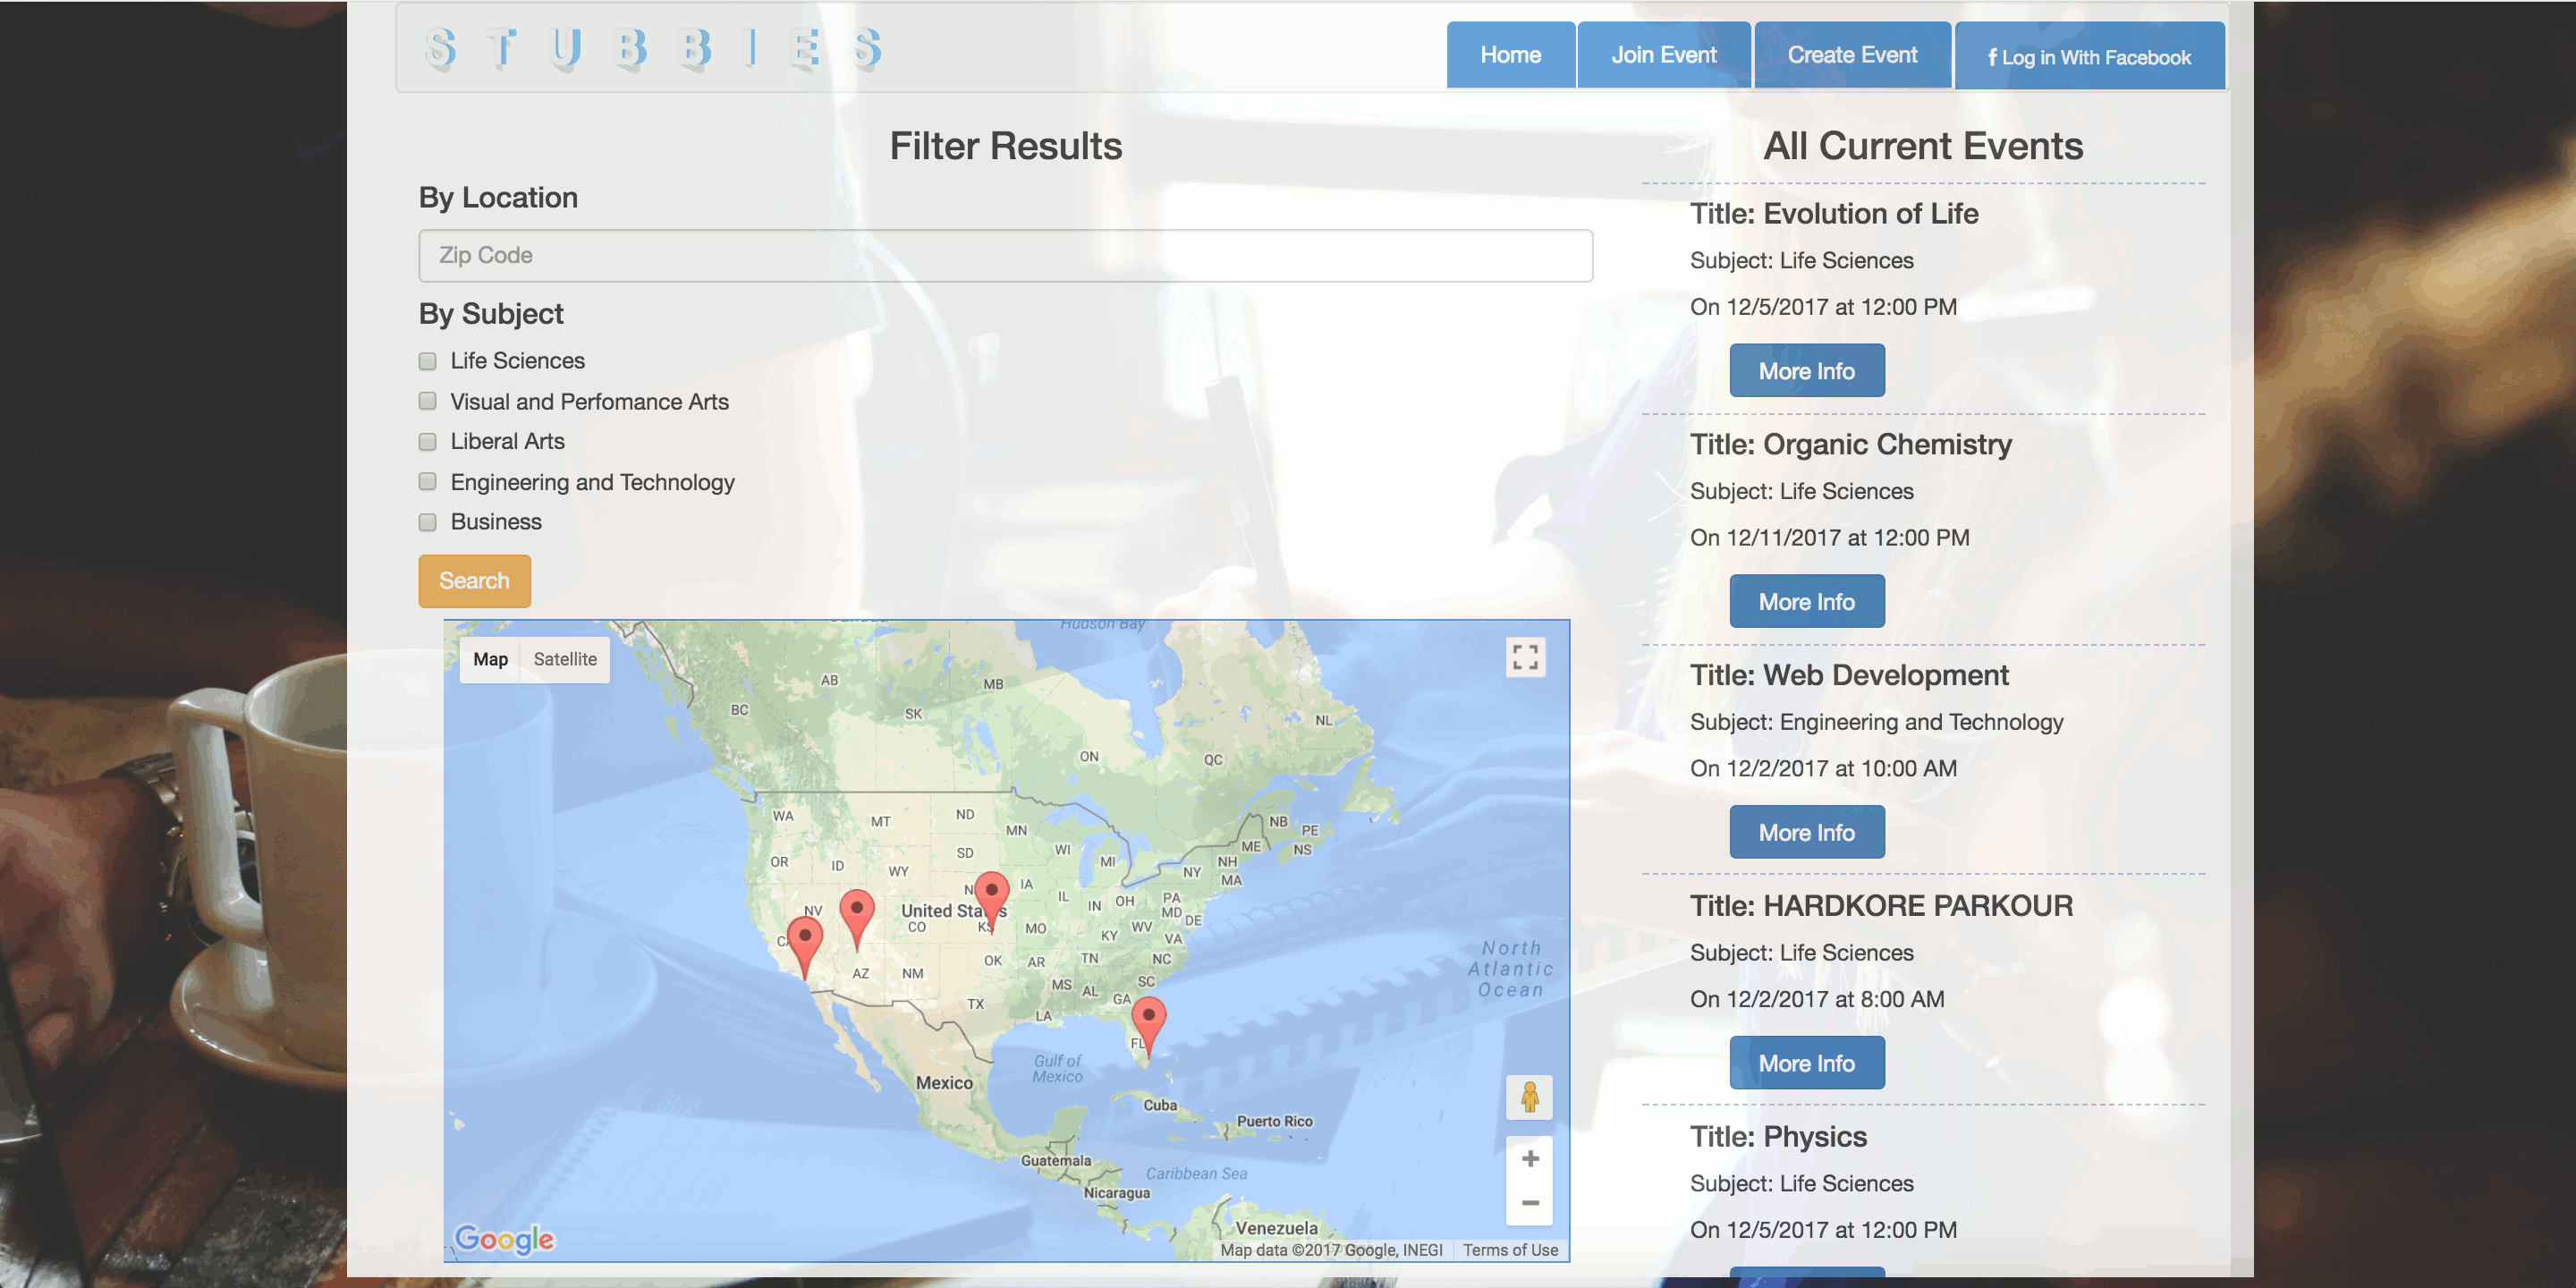 STUBBIES
Home
Join Event
Create Event
f Log in With Facebook
Filter Results
By Location
Zip Code
By Subject
Life Sciences
Visual and Perfomance Arts
Liberal Arts
Engineering and Technology
Business
Search
Map Satellite
Hudson Bay
AB
MB
BC
SK
NL
ON
QC
WA
MT
ND
MN
NB
PE
OR
ID
SD
WI
MI
ME
NS
WY
NH
NY
MA
IA
IL
IN
OH
PA
NV
United States
MD
DE
CO
KS
MO
KY
WV
VA
AZ
NM
OK
AR
TN
NC
MS
AL
SC
TX
GA
LA
FL
North
Atlantic
Ocean
Gulf of
Mexico
Mexico
Cuba
Puerto Rico
Guatemala
Caribbean Sea
Nicaragua
Venezuela
+
−
Google
Map data ©2017 Google, INEGI
Terms of Use
All Current Events
Title: Evolution of Life
Subject: Life Sciences
On 12/5/2017 at 12:00 PM
More Info
Title: Organic Chemistry
Subject: Life Sciences
On 12/11/2017 at 12:00 PM
More Info
Title: Web Development
Subject: Engineering and Technology
On 12/2/2017 at 10:00 AM
More Info
Title: HARDKORE PARKOUR
Subject: Life Sciences
On 12/2/2017 at 8:00 AM
More Info
Title: Physics
Subject: Life Sciences
On 12/5/2017 at 12:00 PM